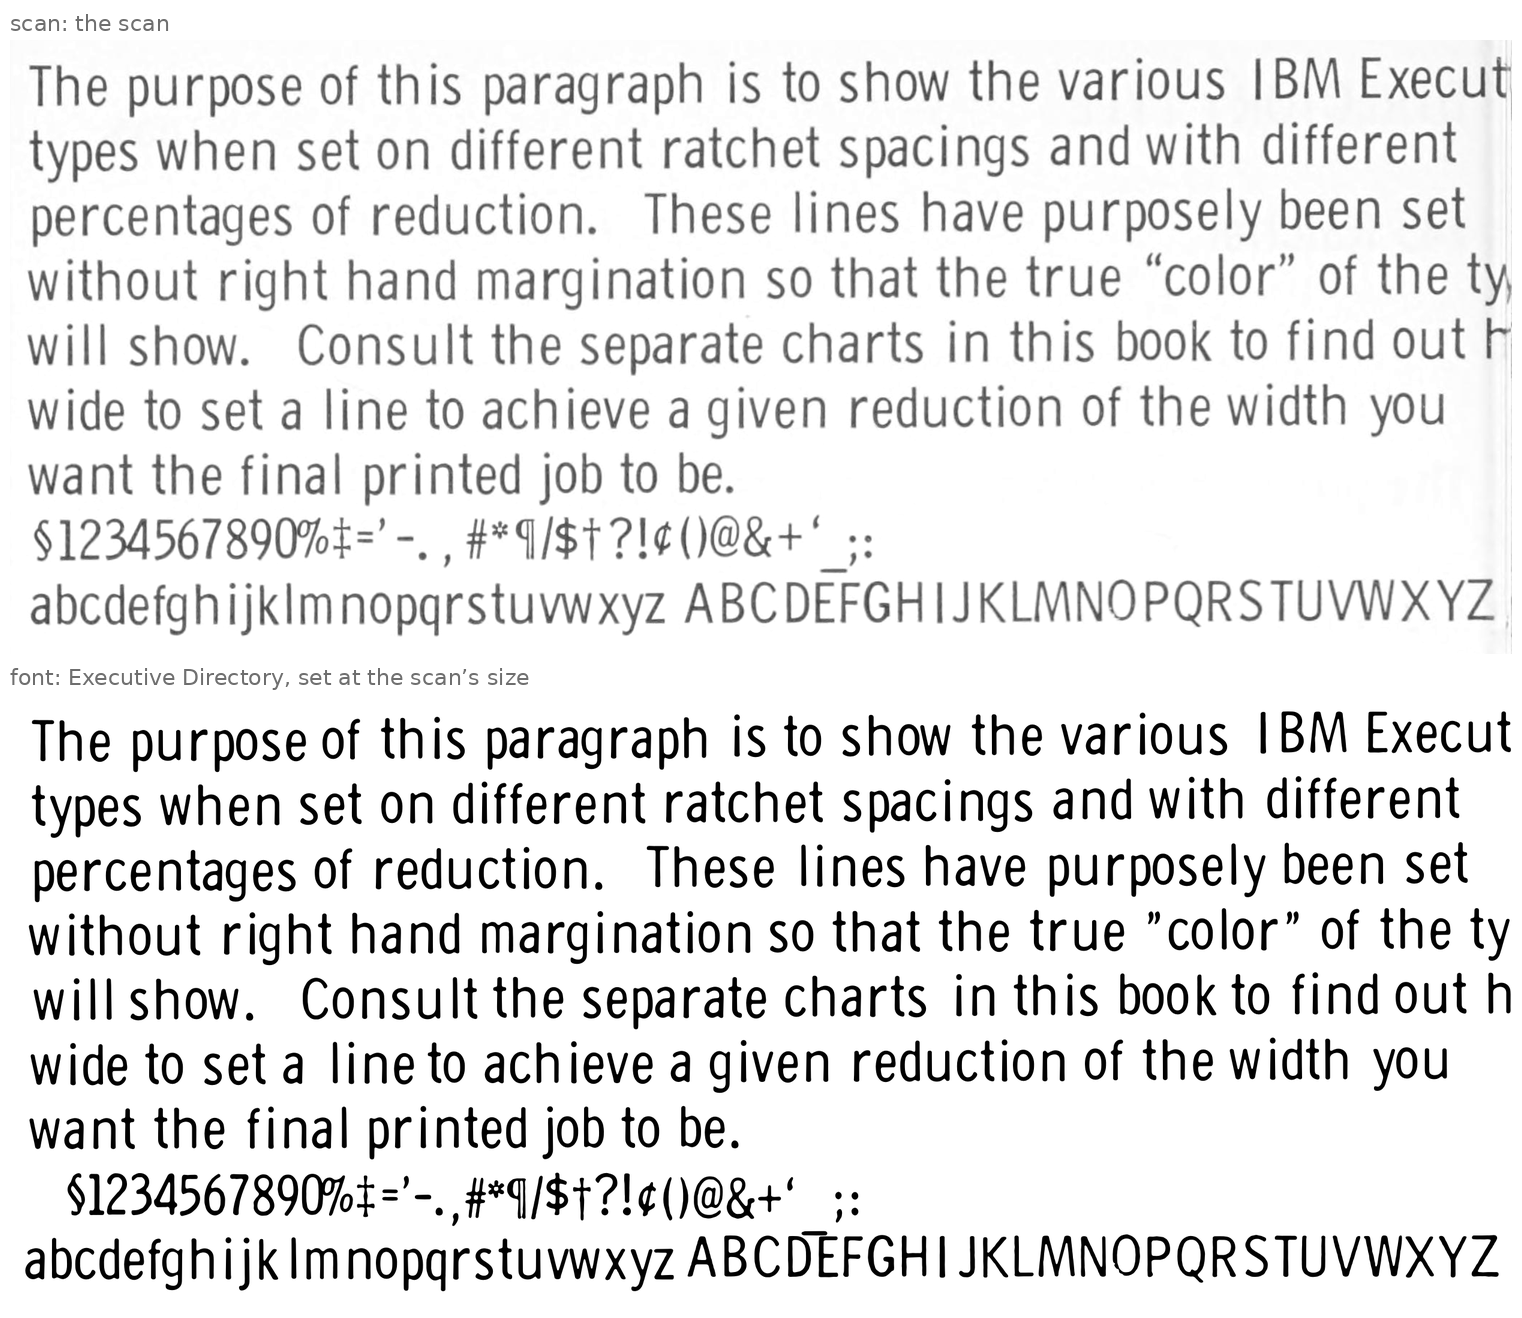 scan: the scan
The purpose of this paragraph is to show the various IBM Execut
types when set on different ratchet spacings and with different
percentages of reduction. These lines have purposely been set
without right hand margination so that the true “color” of the ty
will show. Consult the separate charts in this book to find out h
wide to set a line to achieve a given reduction of the width you
want the final printed job to be.
§1234567890%‡=’-., #*¶/$†?!¢()@&+‘_;:
abcdefghijklmnopqrstuvwxyz ABCDEFGHIJKLMNOPQRSTUVWXYZ
font: Executive Directory, set at the scan’s size
The purpose of this paragraph is to show the various IBM Execut
types when set on different ratchet spacings and with different
percentages of reduction. These lines have purposely been set
without right hand margination so that the true ”color” of the ty
will show. Consult the separate charts in this book to find out h
wide to set a line to achieve a given reduction of the width you
want the final printed job to be.
§1234567890%‡=’-.,#*¶/$†?!¢()@&+‘_;:
abcdefghijklmnopqrstuvwxyz ABCDEFGHIJKLMNOPQRSTUVWXYZ